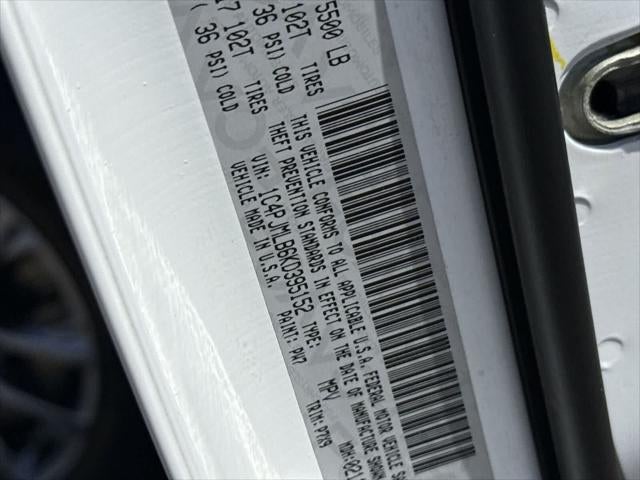 5500 LB
102T TIRES
36 PSI) COLD
17 102T TIRES
( 36 PSI) COLD
THIS VEHICLE CONFORMS TO ALL APPLICABLE U.S.A. FEDERAL MOTOR VEHICLE
THEFT PREVENTION STANDARDS IN EFFECT ON THE DATE OF MANUFACTURE SHOWN
VIN: 1C4PJMLB6KD395152 TYPE: MPV
VEHICLE MADE IN U.S.A. PAINT: PW7 TRIM: PYX9